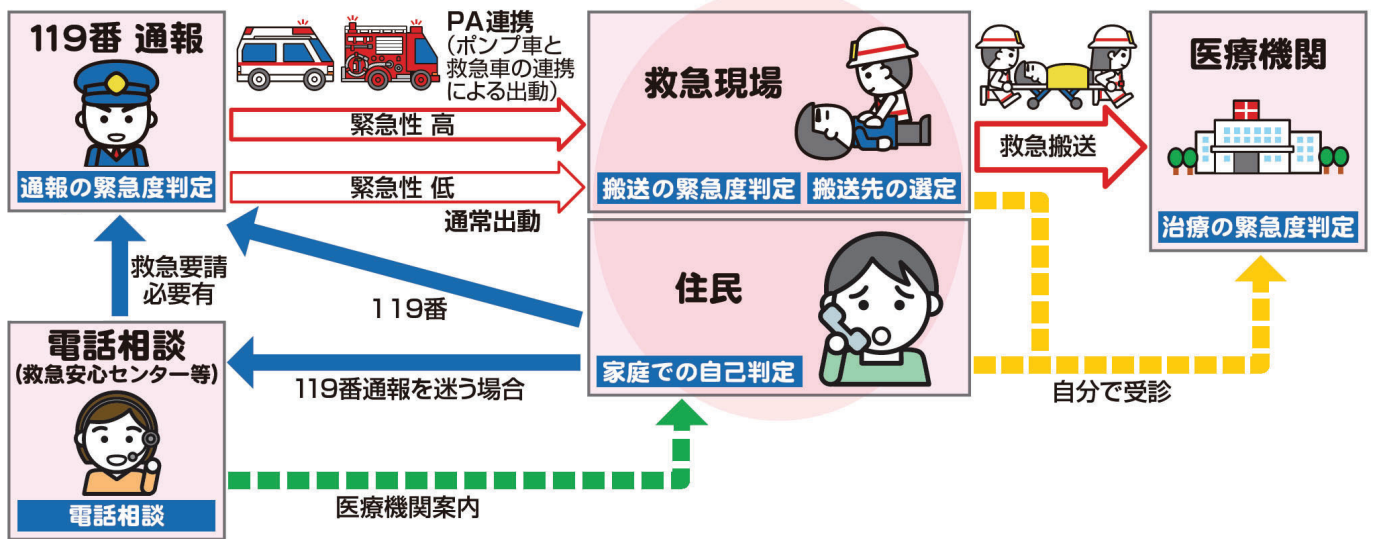 119番 通報
通報の緊急度判定
PA連携
(ポンプ車と
救急車の連携
による出動)
緊急性 高
緊急性 低
通常出動
救急現場
搬送の緊急度判定
搬送先の選定
救急搬送
医療機関
治療の緊急度判定
救急要請
必要有
119番
住民
家庭での自己判定
電話相談
(救急安心センター等)
電話相談
119番通報を迷う場合
自分で受診
医療機関案内